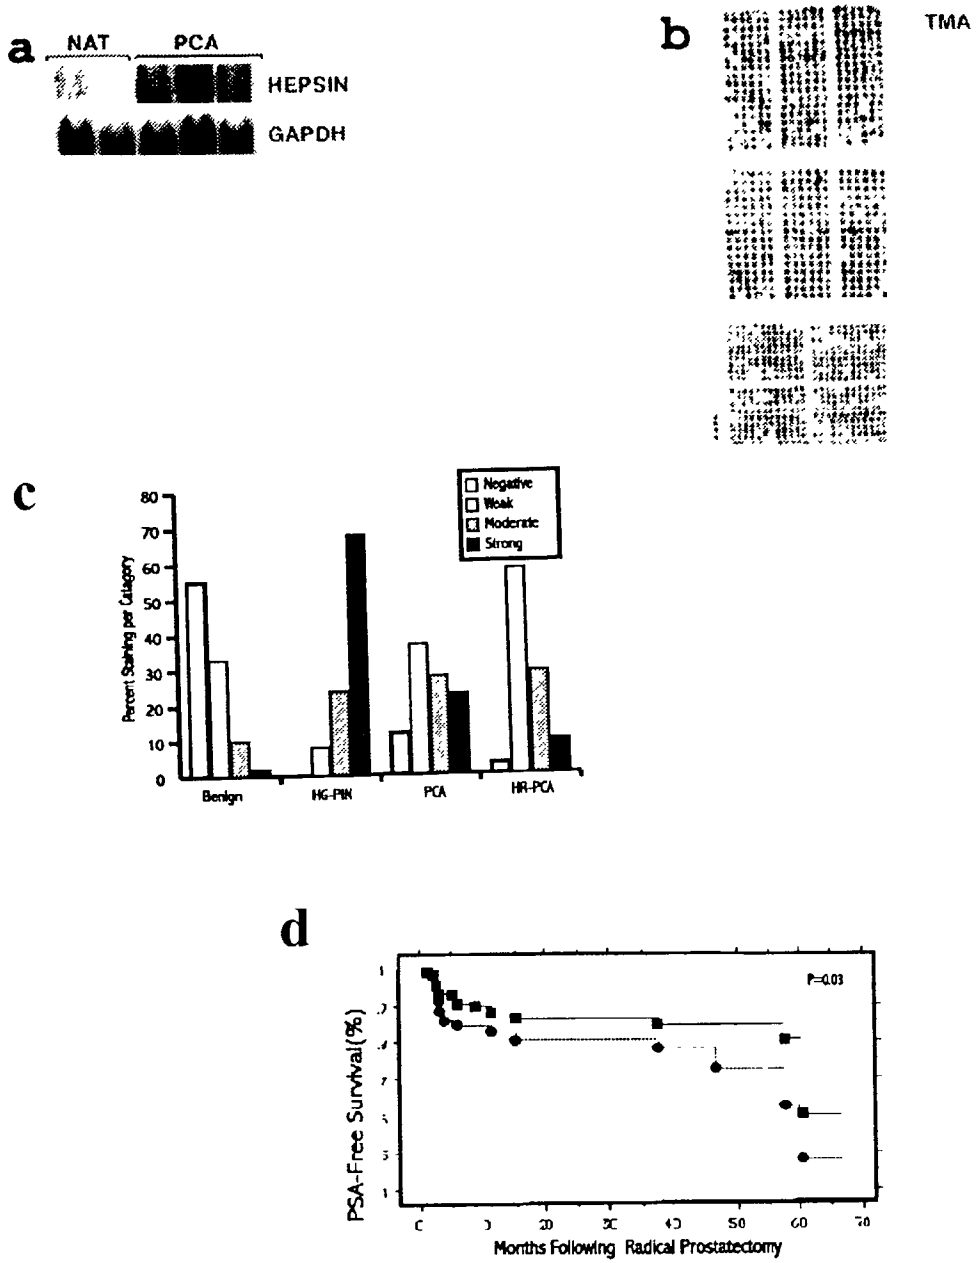 a
NAT PCA
HEPSIN
GAPDH
b
TMA
c
Negative
Weak
Moderate
Strong
Percent Staining per Catagory
80
70
60
50
40
30
20
10
0
Benign HG-PIN PCA HR-PCA
d
P=0.03
PSA-Free Survival(%)
20 50 60 70
Months Following Radical Prostatectomy